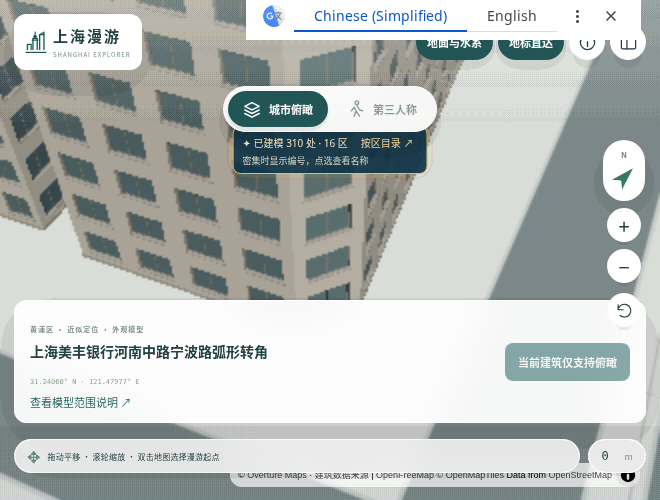 Chinese (Simplified)
English
上海漫游
SHANGHAI EXPLORER
地面与水系
地标直达
城市俯瞰
第三人称
✦ 已建模 310 处 · 16 区 按区目录 ↗
密集时显示编号，点选查看名称
N
+
−
黄浦区 · 近似定位 · 外观模型
上海美丰银行河南中路宁波路弧形转角
31.24060° N · 121.47977° E
查看模型范围说明 ↗
当前建筑仅支持俯瞰
拖动平移 · 滚轮缩放 · 双击地图选择漫游起点
0 m
© Overture Maps · 建筑数据来源 | OpenFreeMap © OpenMapTiles Data from OpenStreetMap